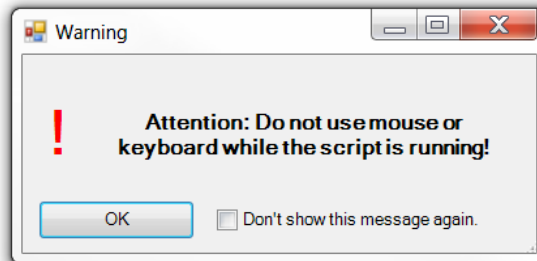 Warning
!
Attention: Do not use mouse or
keyboard while the script is running!
OK
Don't show this message again.